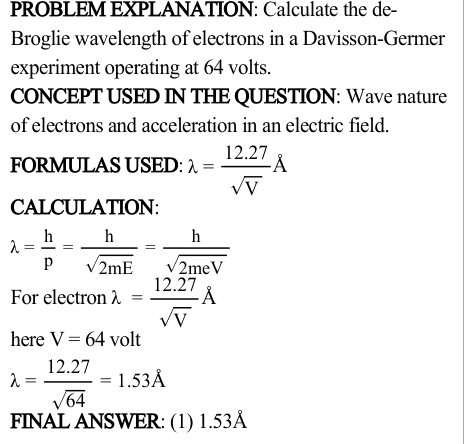 PROBLEM EXPLANATION: Calculate the de-
Broglie wavelength of electrons in a Davisson-Germer
experiment operating at 64 volts.
CONCEPT USED IN THE QUESTION: Wave nature
of electrons and acceleration in an electric field.
FORMULAS USED: λ = 12.27/√V Å
CALCULATION:
λ = h/p = h/√2mE = h/√2meV
For electron λ = 12.27/√V Å
here V = 64 volt
λ = 12.27/√64 = 1.53Å
FINAL ANSWER: (1) 1.53Å